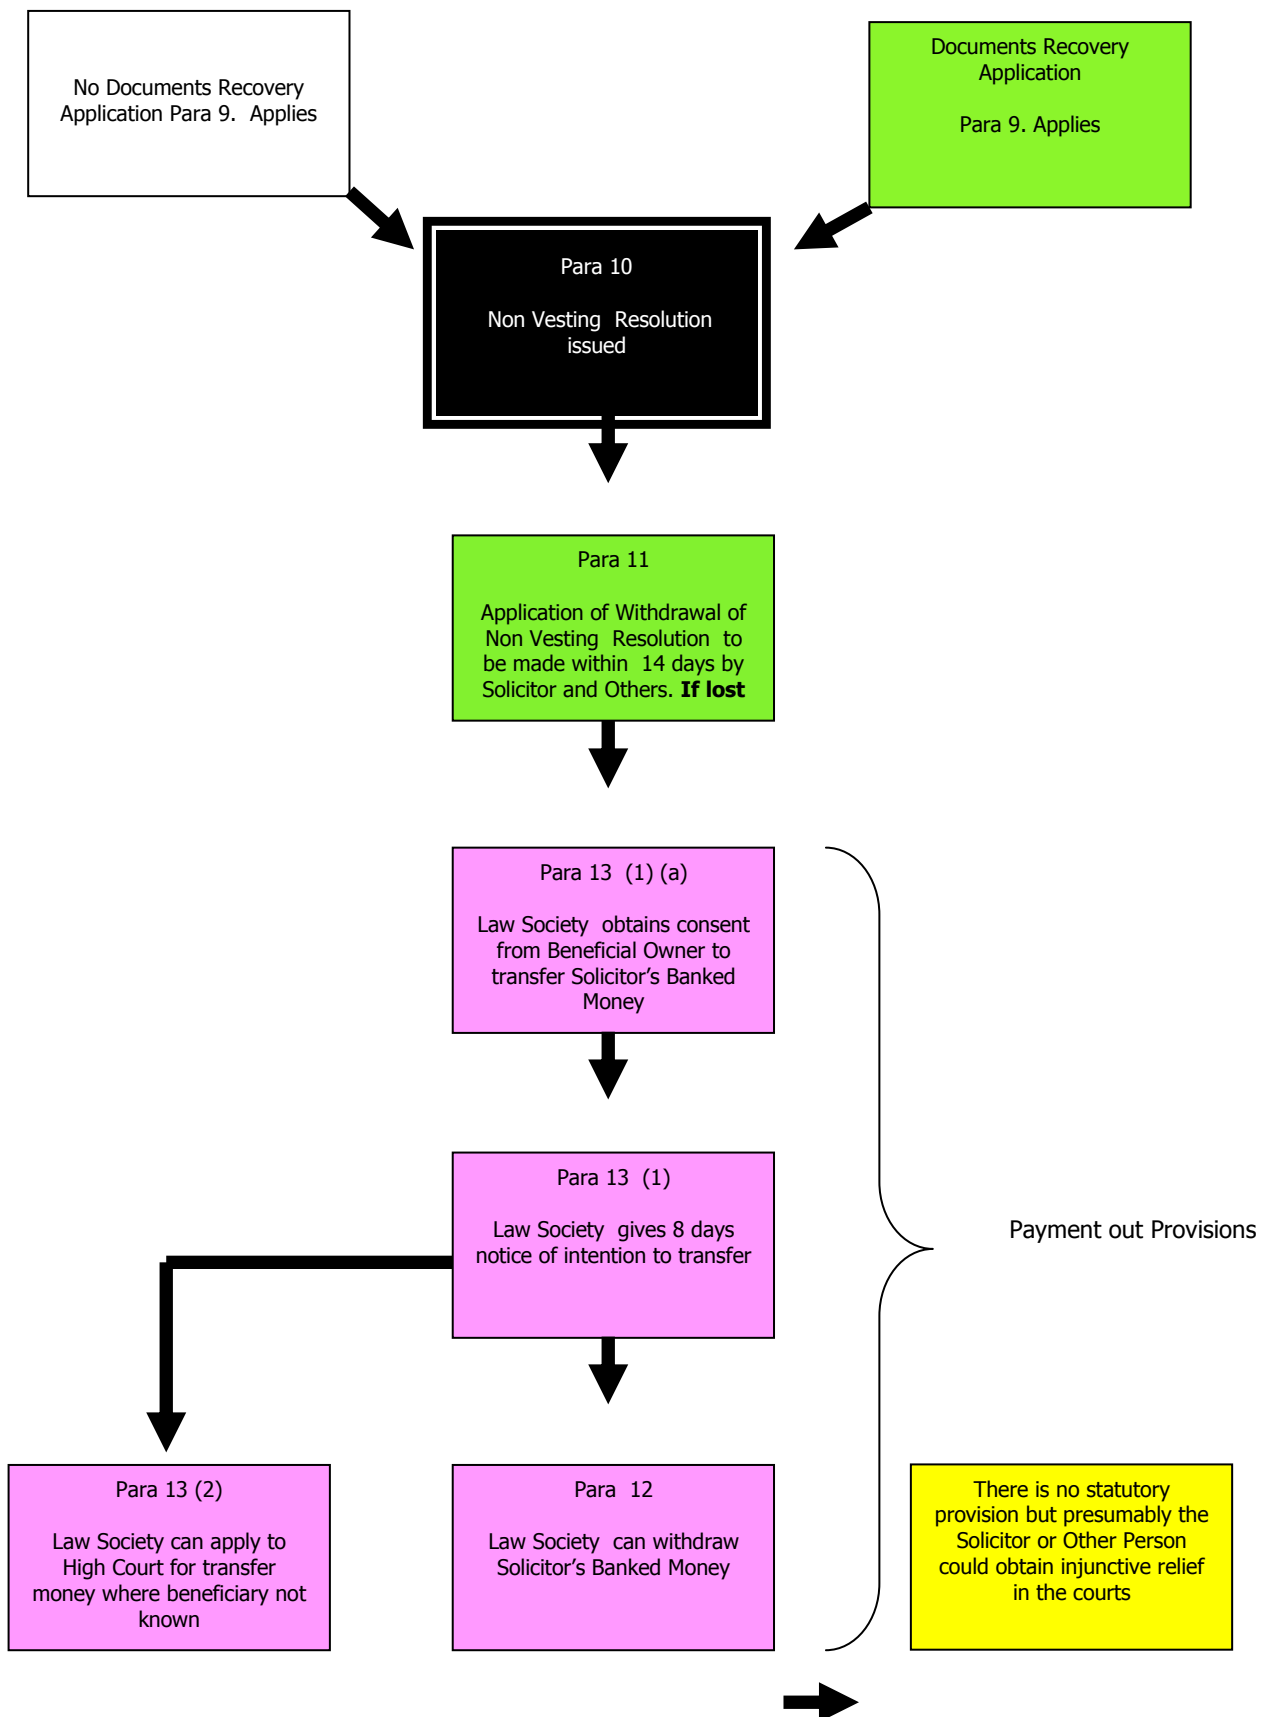 No Documents Recovery
Application Para 9.  Applies
Documents Recovery
Application
Para 9. Applies
Para 10
Non Vesting  Resolution
issued
Para 11
Application of Withdrawal of
Non Vesting  Resolution  to
be made within  14 days by
Solicitor and Others. If lost
Para 13  (1) (a)
Law Society  obtains consent
from Beneficial Owner to
transfer Solicitor’s Banked
Money
Para 13  (1)
Law Society  gives 8 days
notice of intention to transfer
Payment out Provisions
Para 13 (2)
Law Society can apply to
High Court for transfer
money where beneficiary not
known
Para  12
Law Society  can withdraw
Solicitor’s Banked Money
There is no statutory
provision but presumably the
Solicitor or Other Person
could obtain injunctive relief
in the courts